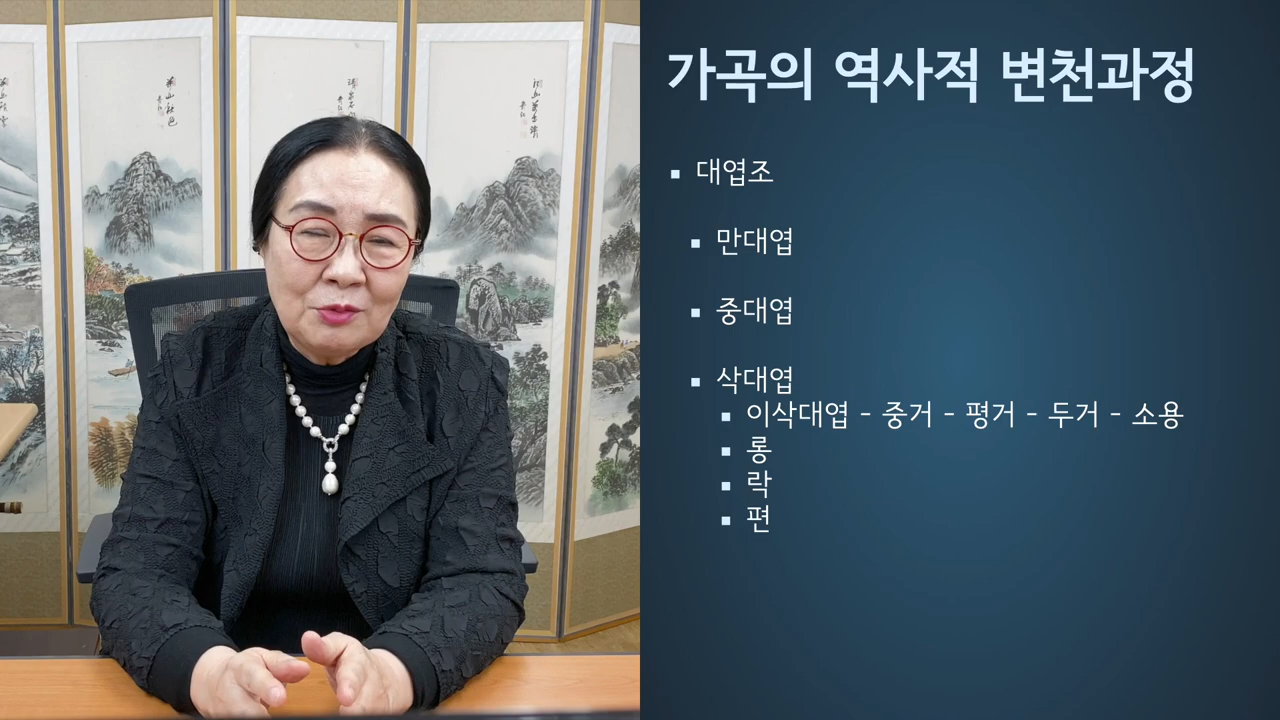 가곡의 역사적 변천과정
대엽조
만대엽
중대엽
삭대엽
이삭대엽 - 중거 - 평거 - 두거 - 소용
롱
락
편